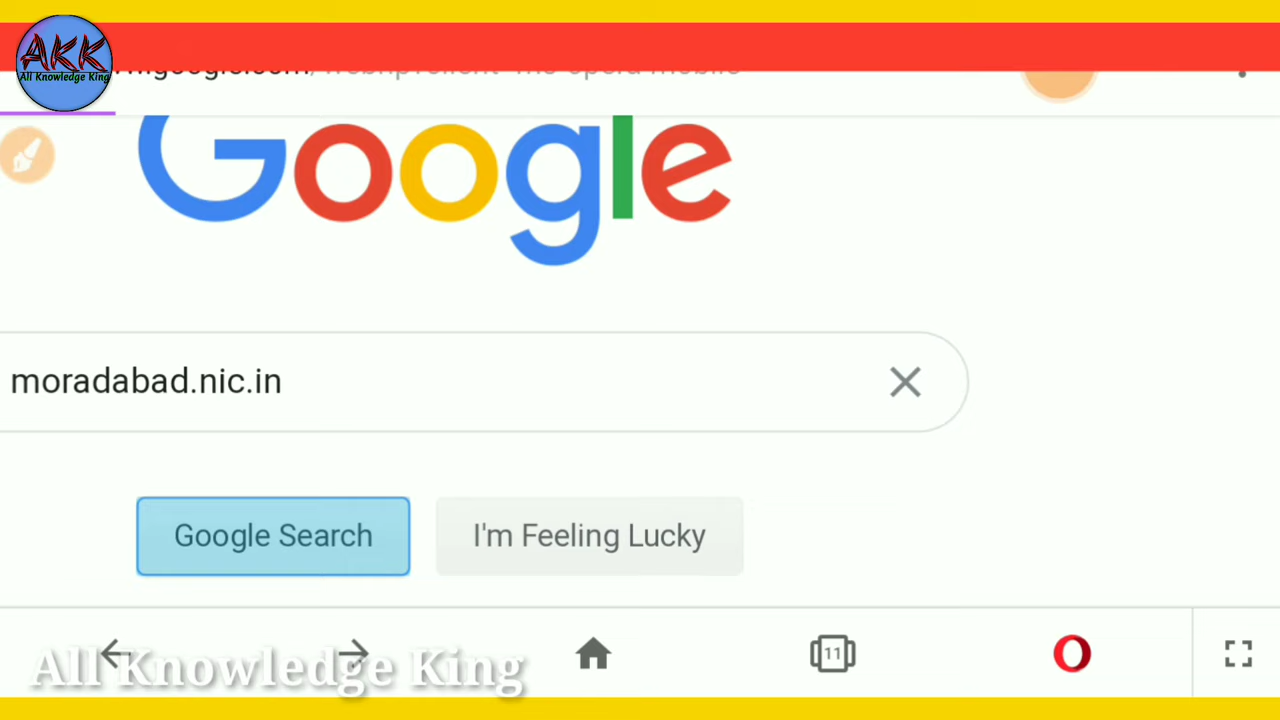 AKK
All Knowledge King
Google
moradabad.nic.in
Google Search
I'm Feeling Lucky
11
All Knowledge King